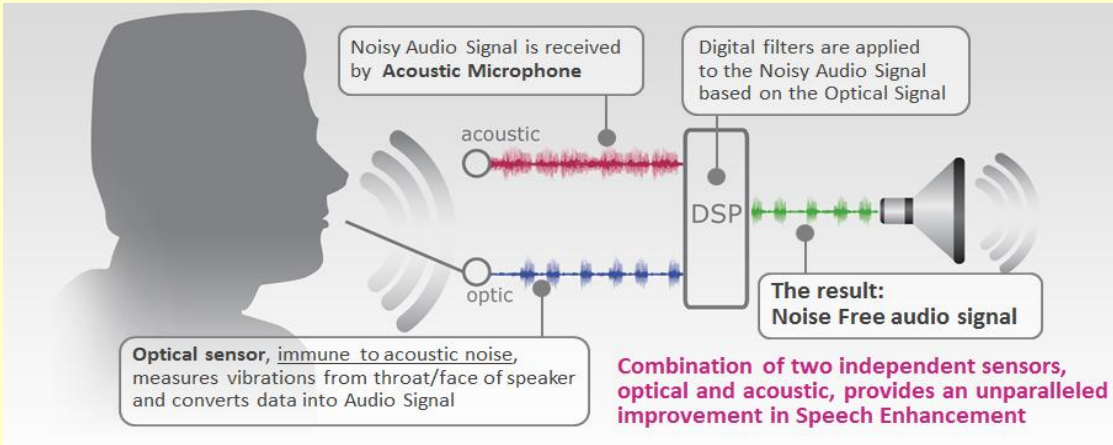 Noisy Audio Signal is received
by Acoustic Microphone
Digital filters are applied
to the Noisy Audio Signal
based on the Optical Signal
acoustic
DSP
optic
The result:
Noise Free audio signal
Optical sensor, immune to acoustic noise,
measures vibrations from throat/face of speaker
and converts data into Audio Signal
Combination of two independent sensors,
optical and acoustic, provides an unparalleled
improvement in Speech Enhancement